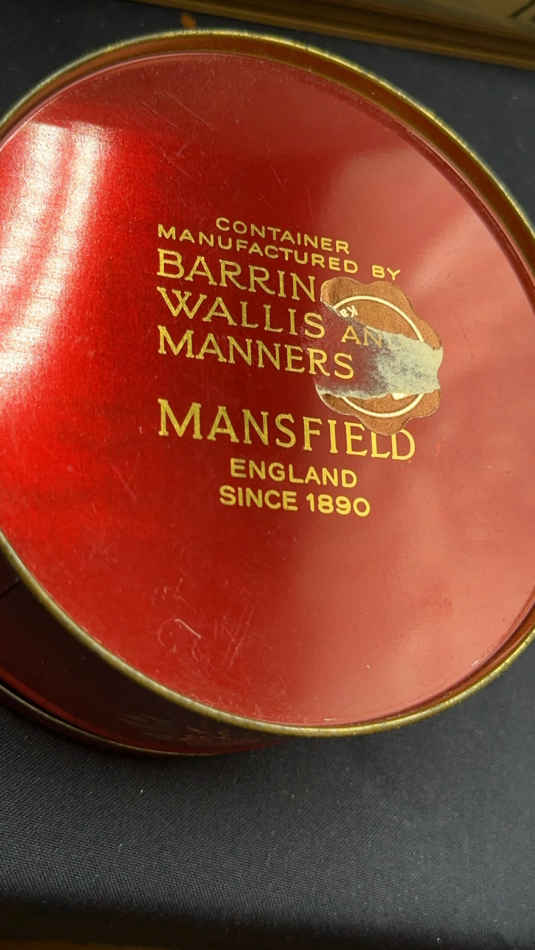 CONTAINER
MANUFACTURED BY
BARRIN
WALLIS AN
MANNERS
MANSFIELD
ENGLAND
SINCE 1890